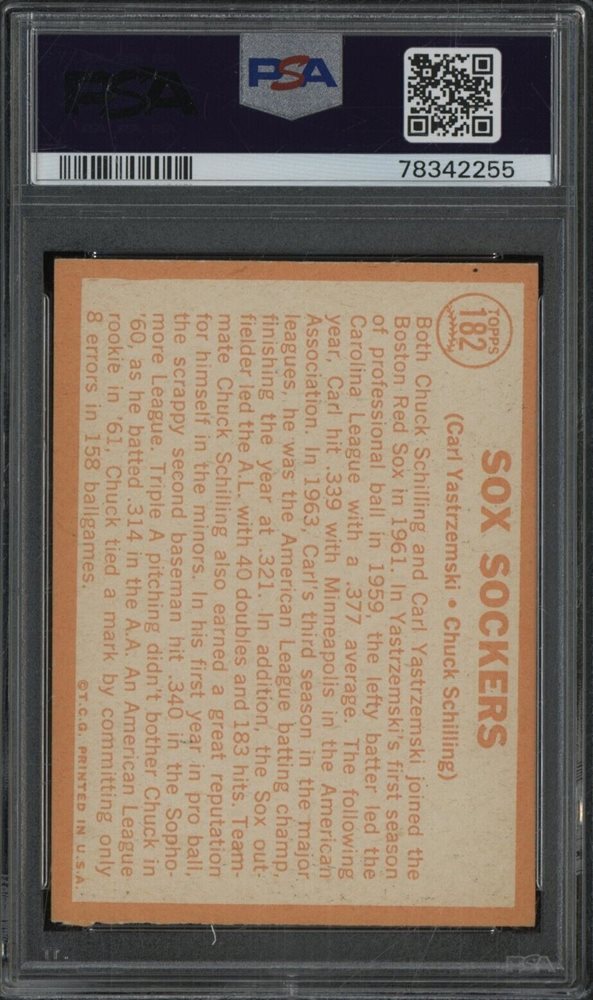 PSA
PSA
78342255
TOPPS
182
SOX SOCKERS
(Carl Yastrzemski • Chuck Schilling)
Both Chuck Schilling and Carl Yastrzemski joined the
Boston Red Sox in 1961. In Yastrzemski's first season
of professional ball in 1959, the lefty batter led the
Carolina League with a .377 average. The following
year, Carl hit .339 with Minneapolis in the American
Association. In 1963, Carl's third season in the major
leagues, he was the American League batting champ,
finishing the year at .321. In addition, the Sox out-
fielder led the A.L. with 40 doubles and 183 hits. Team-
mate Chuck Schilling also earned a great reputation
for himself in the minors. In his first year in pro ball,
the scrappy second baseman hit .340 in the Sopho-
more League. Triple A pitching didn't bother Chuck in
'60, as he batted .314 in the A.A. An American League
rookie in '61, Chuck tied a mark by committing only
8 errors in 158 ballgames.
©T.C.G. PRINTED IN U.S.A.
PSA